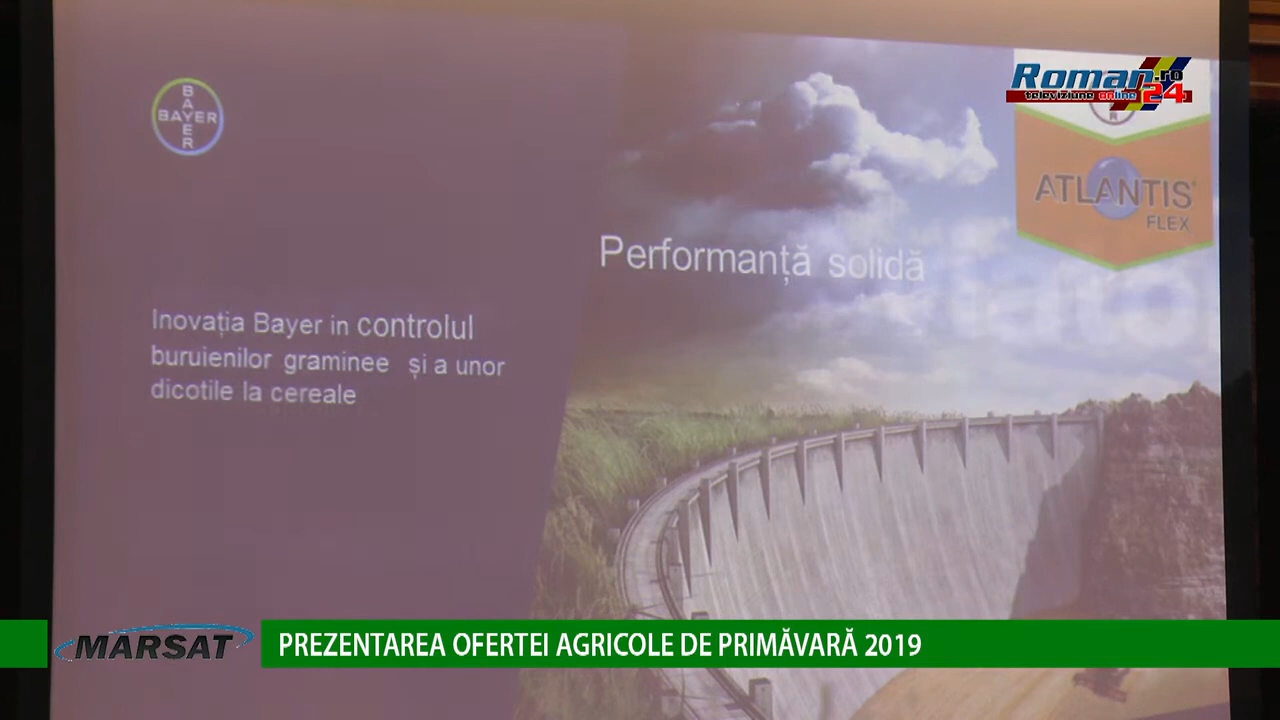 BAYER
BAYER
Roman.ro
televiziune online 24
ATLANTIS
FLEX
Performanță solidă
Inovația Bayer in controlul
buruienilor graminee și a unor
dicotile la cereale
MARSAT
PREZENTAREA OFERTEI AGRICOLE DE PRIMĂVARĂ 2019